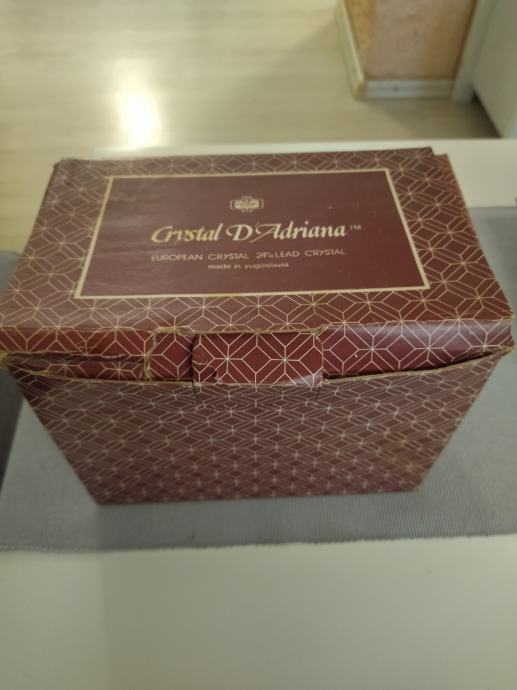 Crystal D'Adriana™
EUROPEAN CRYSTAL 24% LEAD CRYSTAL
made in yugoslavia